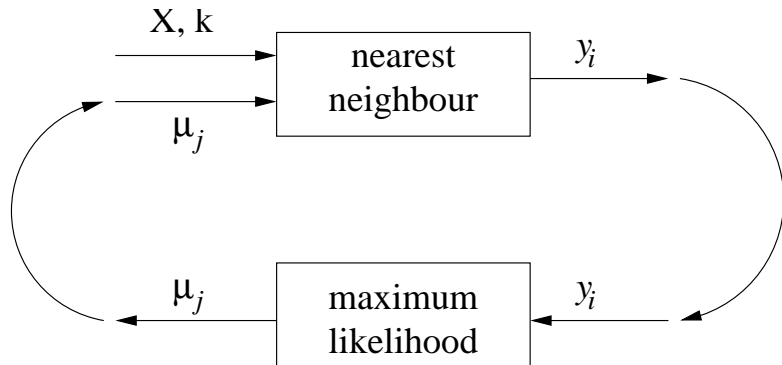 X, k
nearest
neighbour
y_i
μ_j
μ_j
maximum
likelihood
y_i